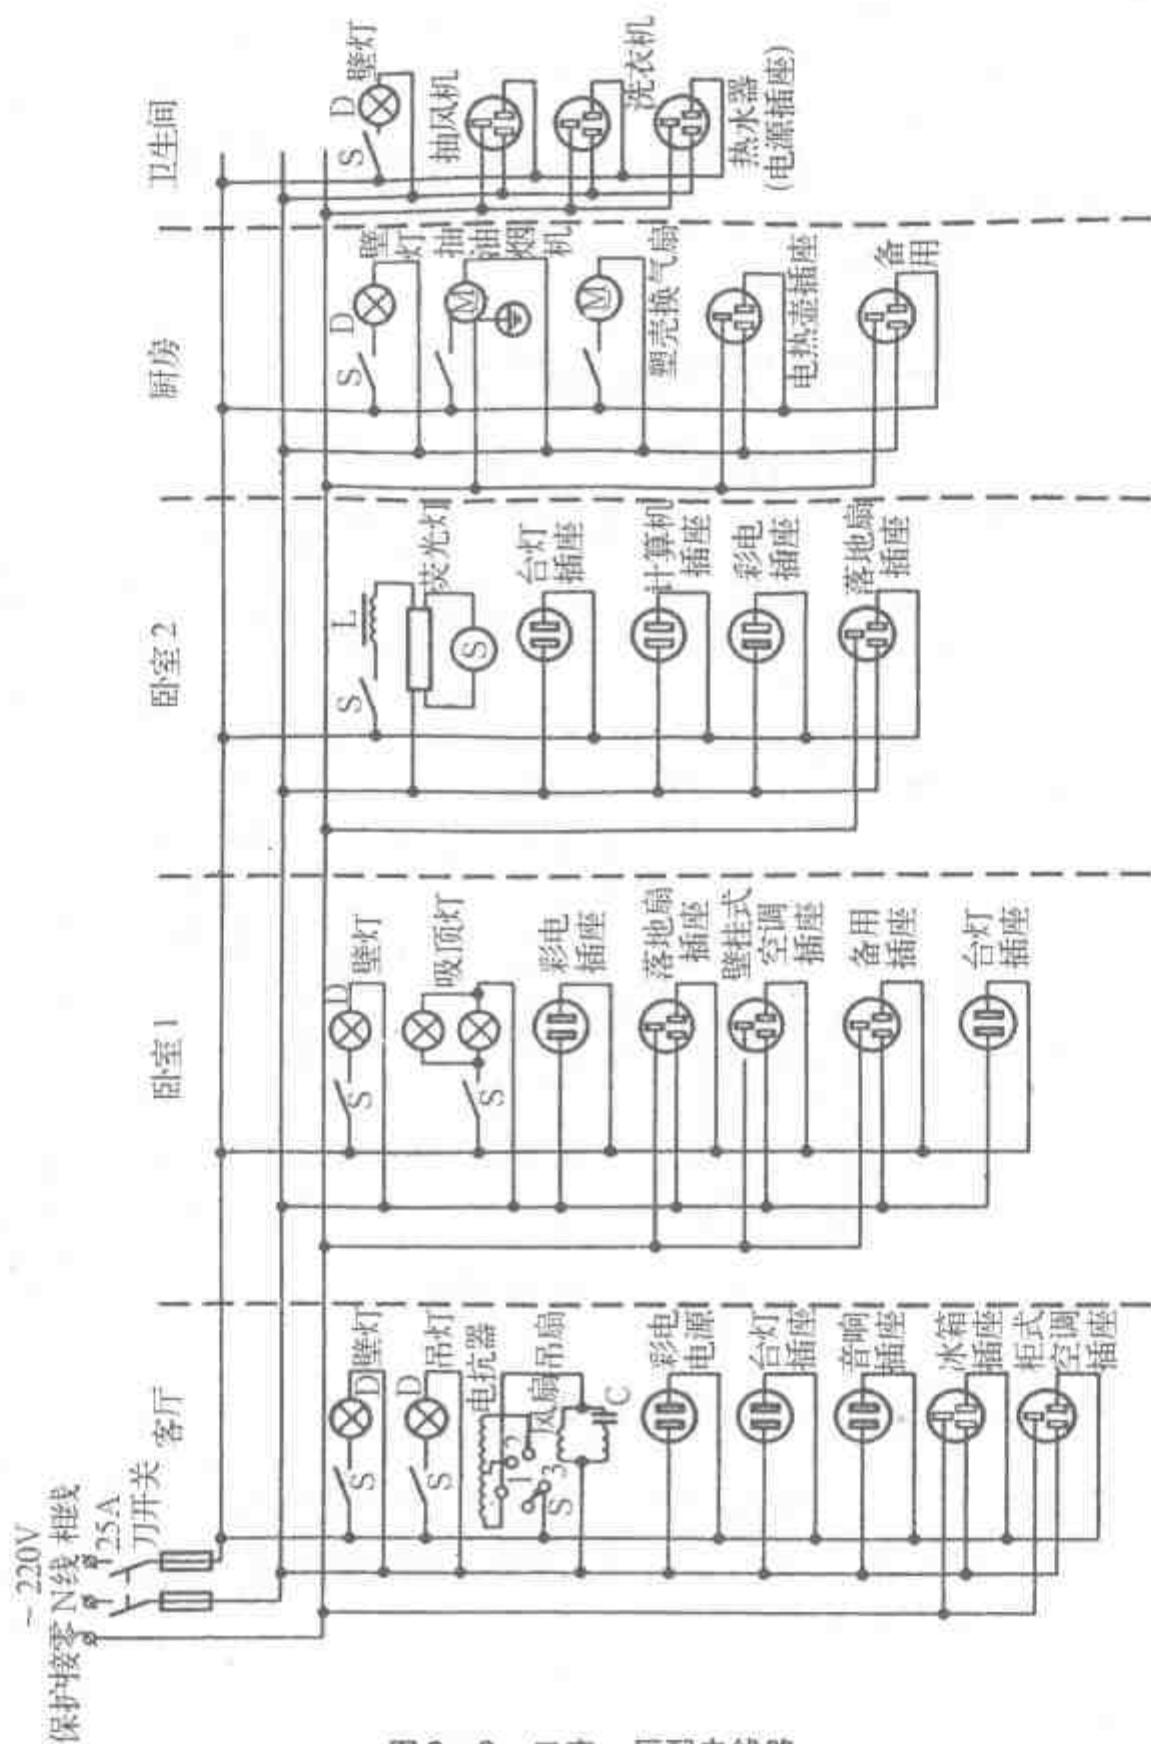 ~220V
保护接零
N线
相线
25A
刀开关
客厅
S
D
壁灯
S
D
吊灯
电抗器
1
2
3
S
风扇吊扇
C
彩电
电源
台灯
插座
音响
插座
冰箱
插座
柜式
空调
插座
卧室1
S
D
壁灯
S
吸顶灯
彩电
插座
落地扇
插座
壁挂式
空调
插座
备用
插座
台灯
插座
卧室2
S
L
荧光灯
S
台灯
插座
计算机
插座
彩电
插座
落地扇
插座
厨房
S
D
壁灯
M
抽油烟机
M
塑壳换气扇
电热壶插座
备用
卫生间
S
D
壁灯
抽风机
洗衣机
热水器
(电源插座)